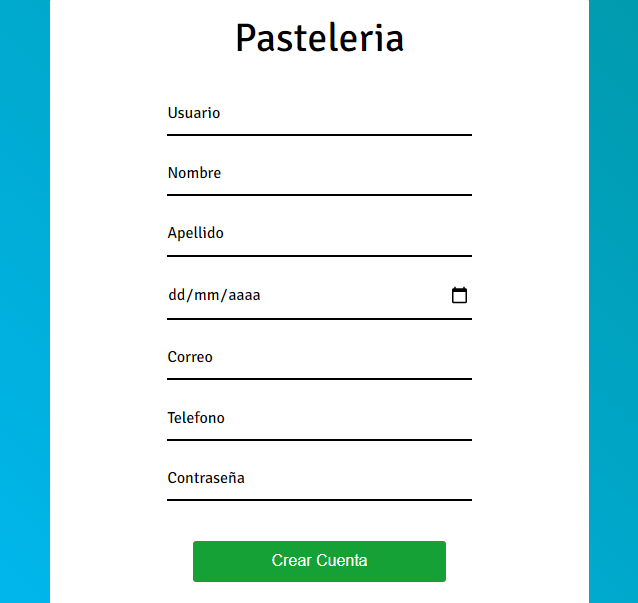 Pasteleria
Usuario
Nombre
Apellido
dd/mm/aaaa
Correo
Telefono
Contraseña
Crear Cuenta